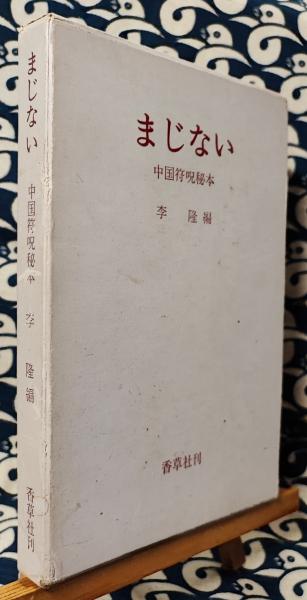 まじない
中国符呪秘本
李 隆 編
香草社刊
まじない
中国符呪秘本
李 隆 編
香草社刊